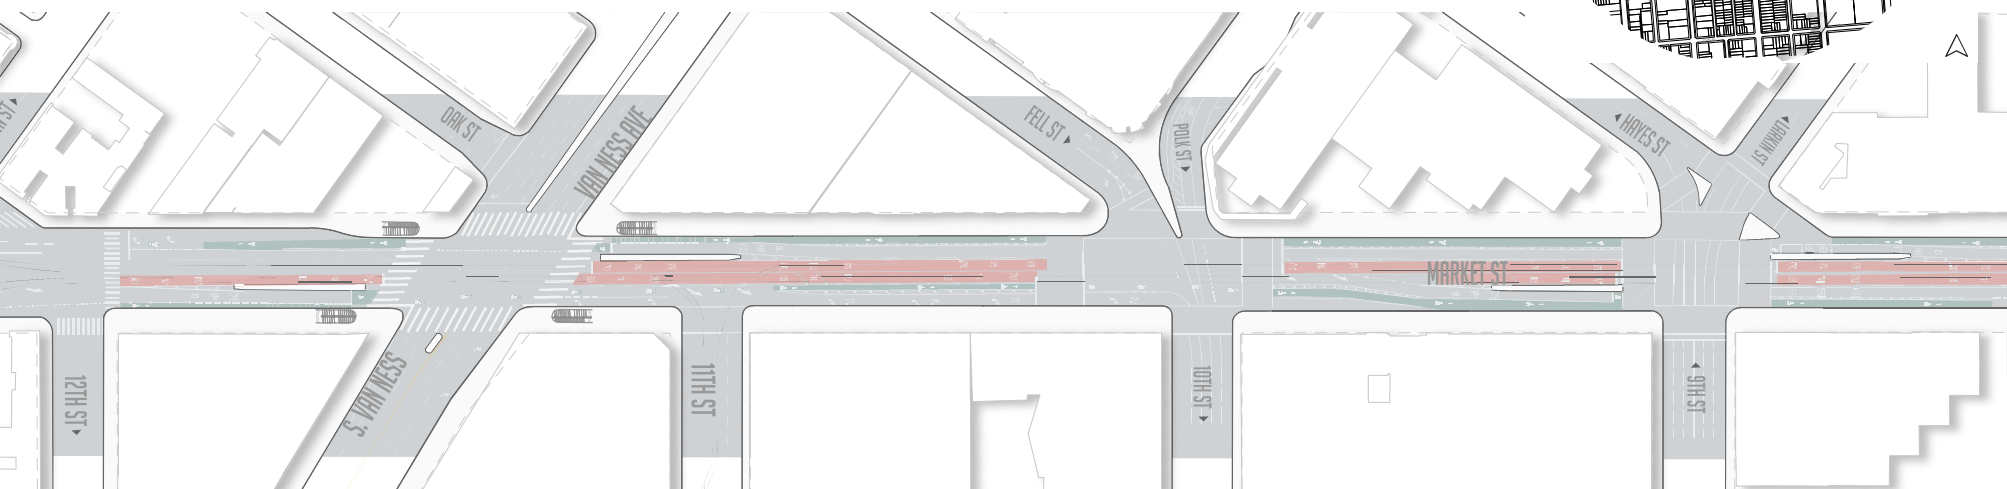 OAK ST
VAN NESS AVE
FELL ST
POLK ST
HAYES ST
LARKIN ST
MARKET ST
12TH ST
S. VAN NESS
11TH ST
10TH ST
9TH ST